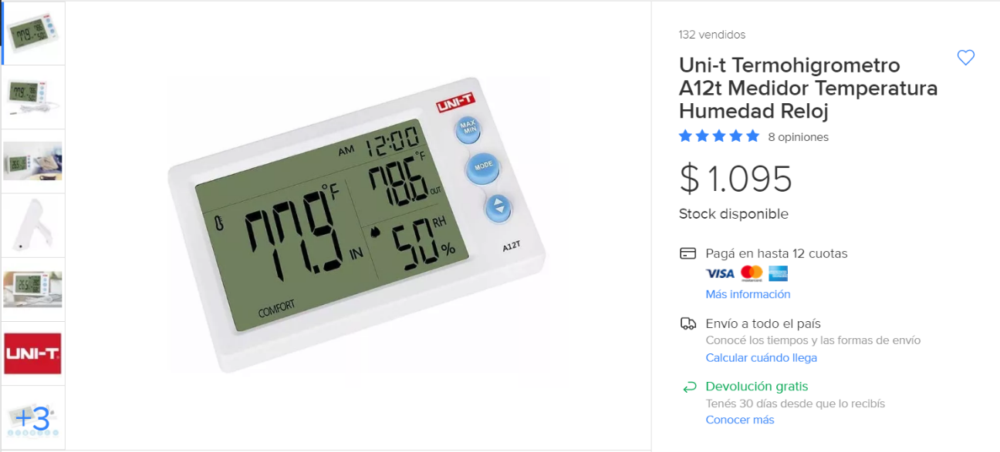 132 vendidos
Uni-t Termohigrometro
A12t Medidor Temperatura
Humedad Reloj
8 opiniones
$ 1.095
Stock disponible
Pagá en hasta 12 cuotas
VISA
Más información
Envío a todo el país
Conocé los tiempos y las formas de envío
Calcular cuándo llega
Devolución gratis
Tenés 30 días desde que lo recibís
Conocer más
UNI-T
MAX
MIN
MODE
A12T
AM 12:00
77.9 °F IN
78.6 °F OUT
50 % RH
COMFORT
UNI-T
+3